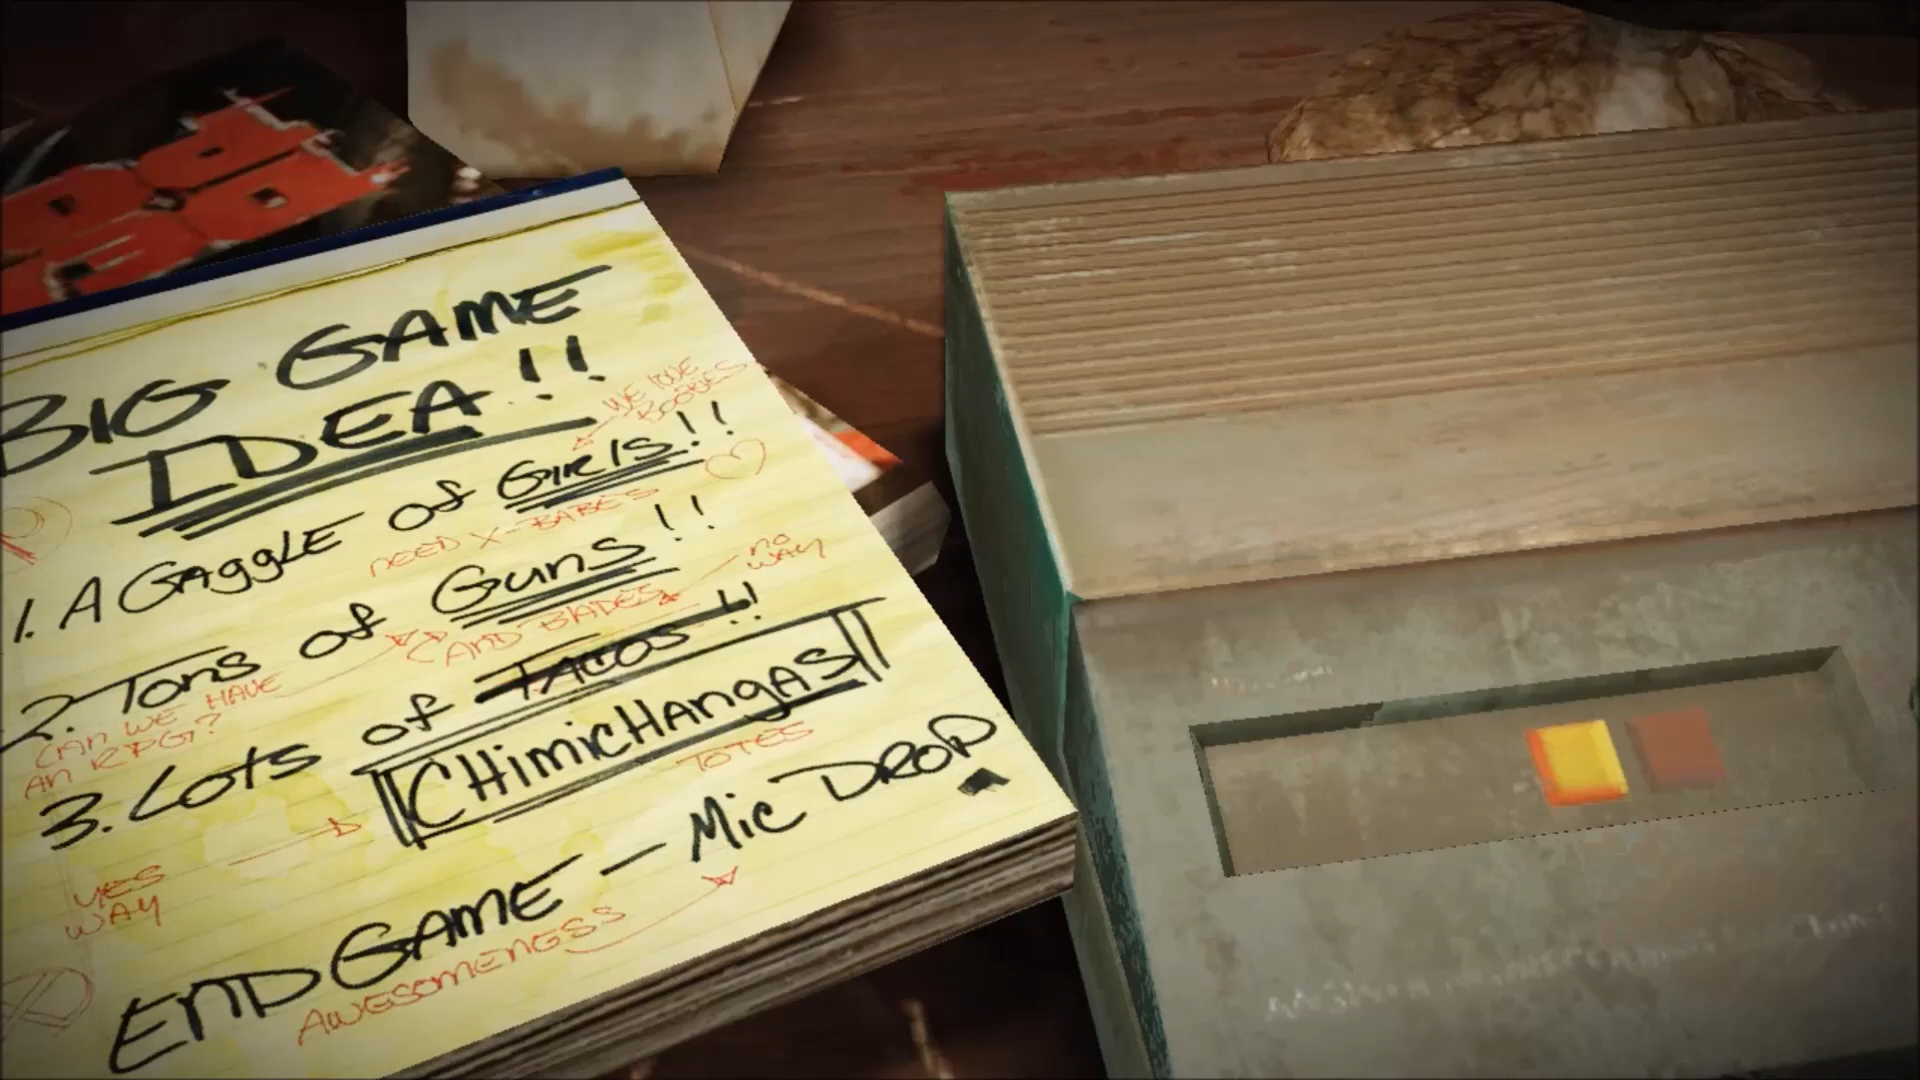 BIG GAME
IDEA!!
WE LOVE
BOOBIES
1. A GAGGLE of GIRLS!!
NEED X-BABES
2. TONS of GUNS!!
AND BLADES
NO
WAY
CAN WE HAVE
AN RPG?
3. LOTS of TACOS!!
CHIMICHANGAS
TOTES
YES
WAY
END GAME - MIC DROP
AWESOMENESS